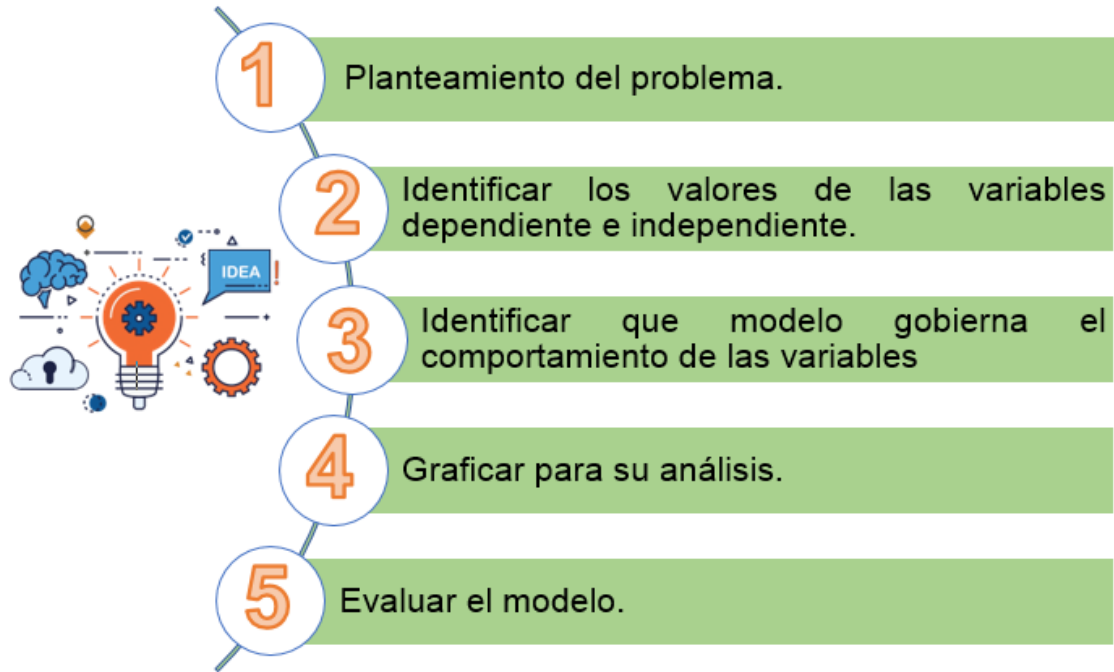 1
Planteamiento del problema.
2
Identificar los valores de las variables
dependiente e independiente.
IDEA !
3
Identificar que modelo gobierna el
comportamiento de las variables
4
Graficar para su análisis.
5
Evaluar el modelo.